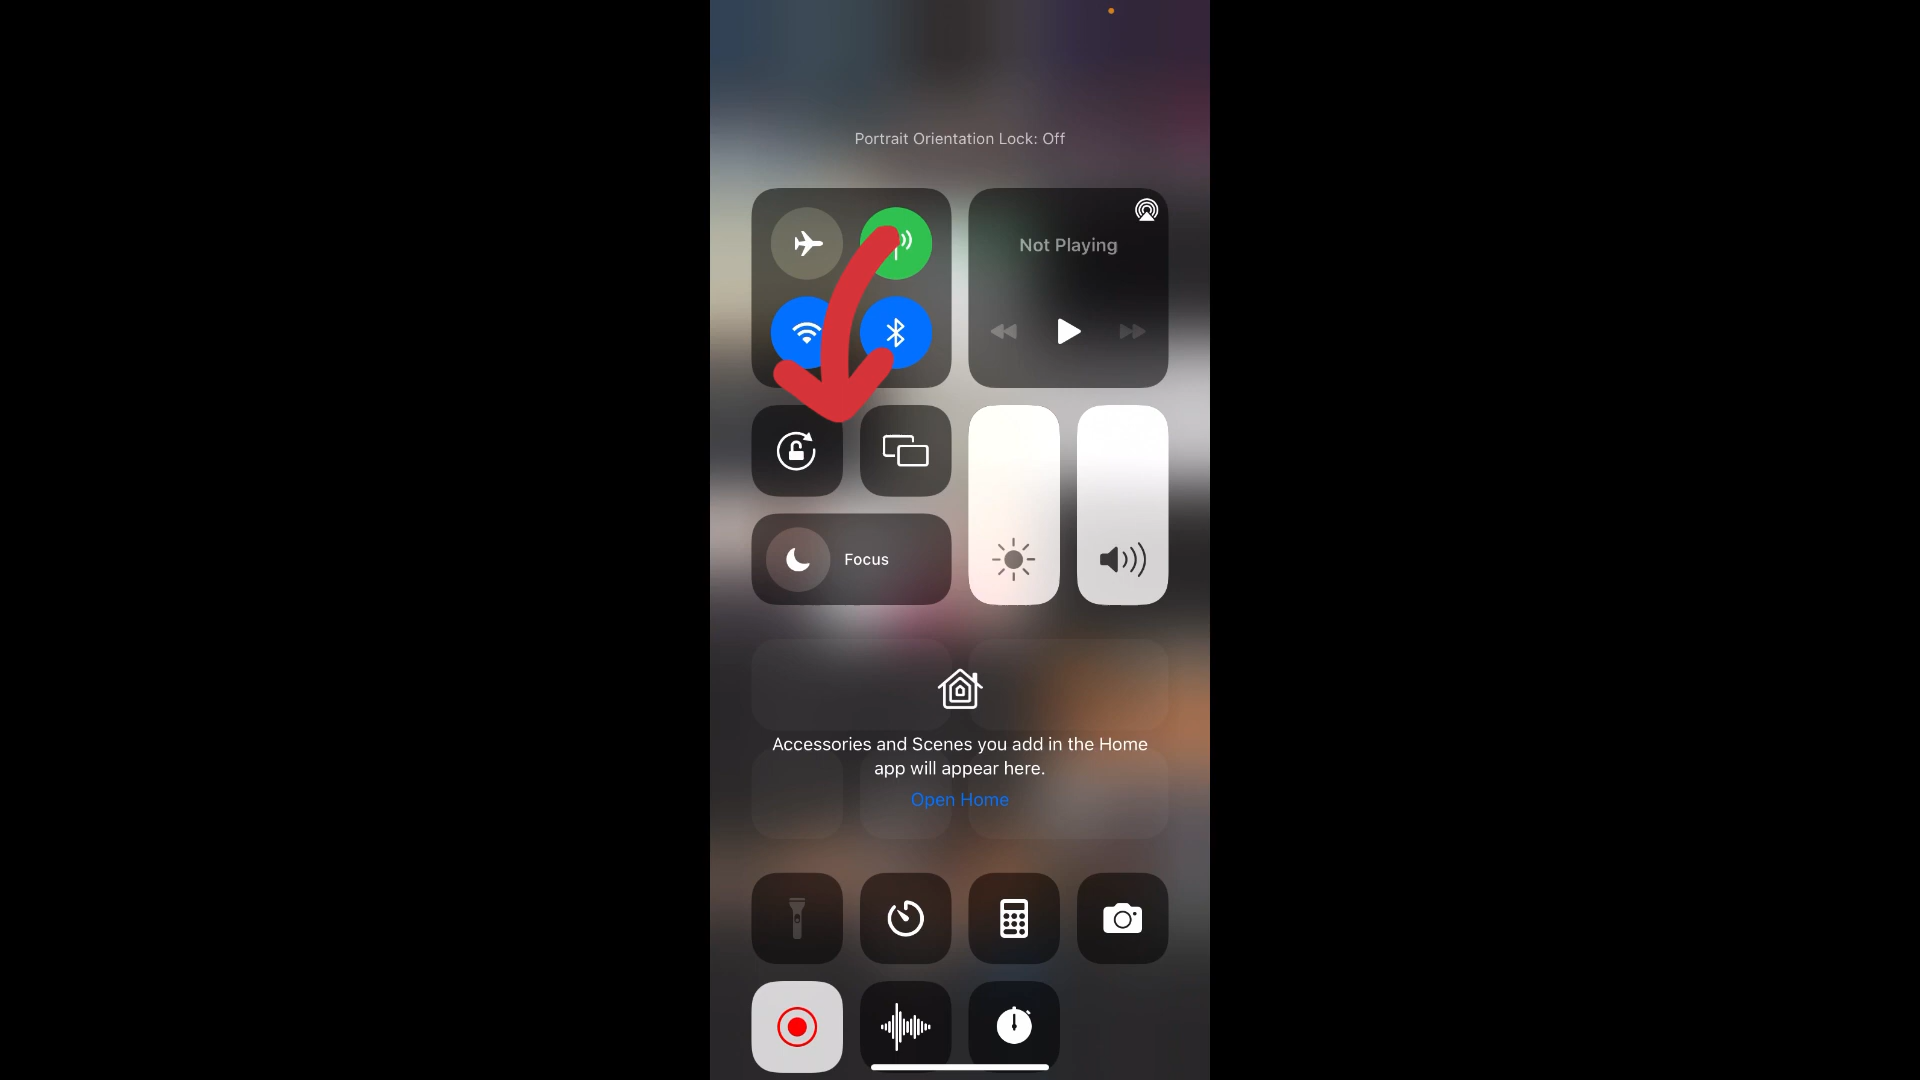 Portrait Orientation Lock: Off
Not Playing
Focus
Accessories and Scenes you add in the Home
app will appear here.
Open Home